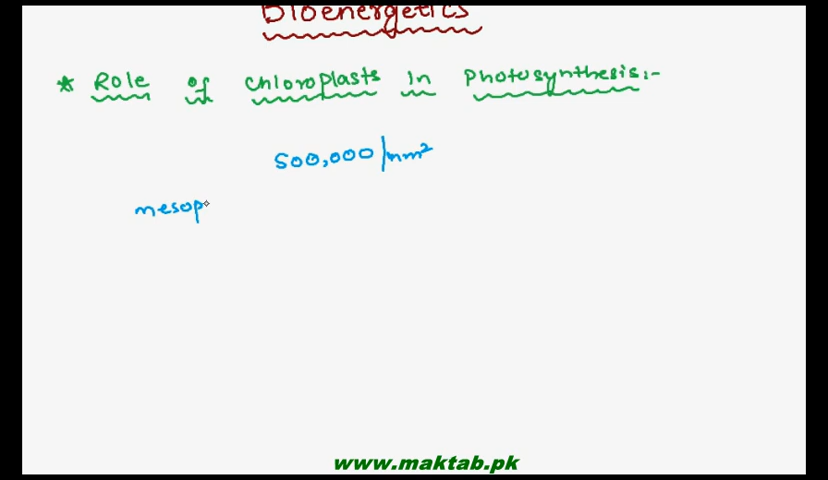 Bioenergetics
* Role of Chloroplasts In Photosynthesis:-
500,000/mm²
mesop
www.maktab.pk